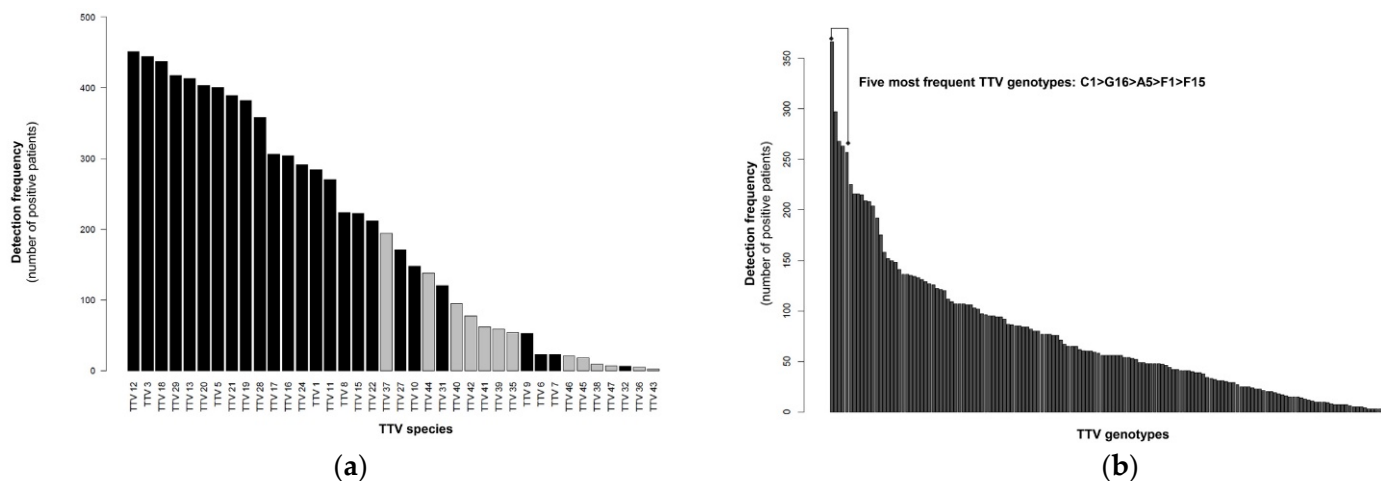 500
400
300
200
100
0
Detection frequency
(number of positive patients)
TTV 12
TTV 3
TTV 18
TTV 29
TTV 13
TTV 20
TTV 5
TTV 21
TTV 19
TTV 28
TTV 17
TTV 16
TTV 24
TTV 1
TTV 11
TTV 8
TTV 15
TTV 22
TTV 37
TTV 27
TTV 10
TTV 44
TTV 31
TTV 40
TTV 42
TTV 41
TTV 39
TTV 35
TTV 9
TTV 6
TTV 7
TTV 46
TTV 45
TTV 38
TTV 47
TTV 32
TTV 36
TTV 43
TTV species
(a)
350
300
250
200
150
100
50
0
Detection frequency
(number of positive patients)
Five most frequent TTV genotypes: C1>G16>A5>F1>F15
TTV genotypes
(b)